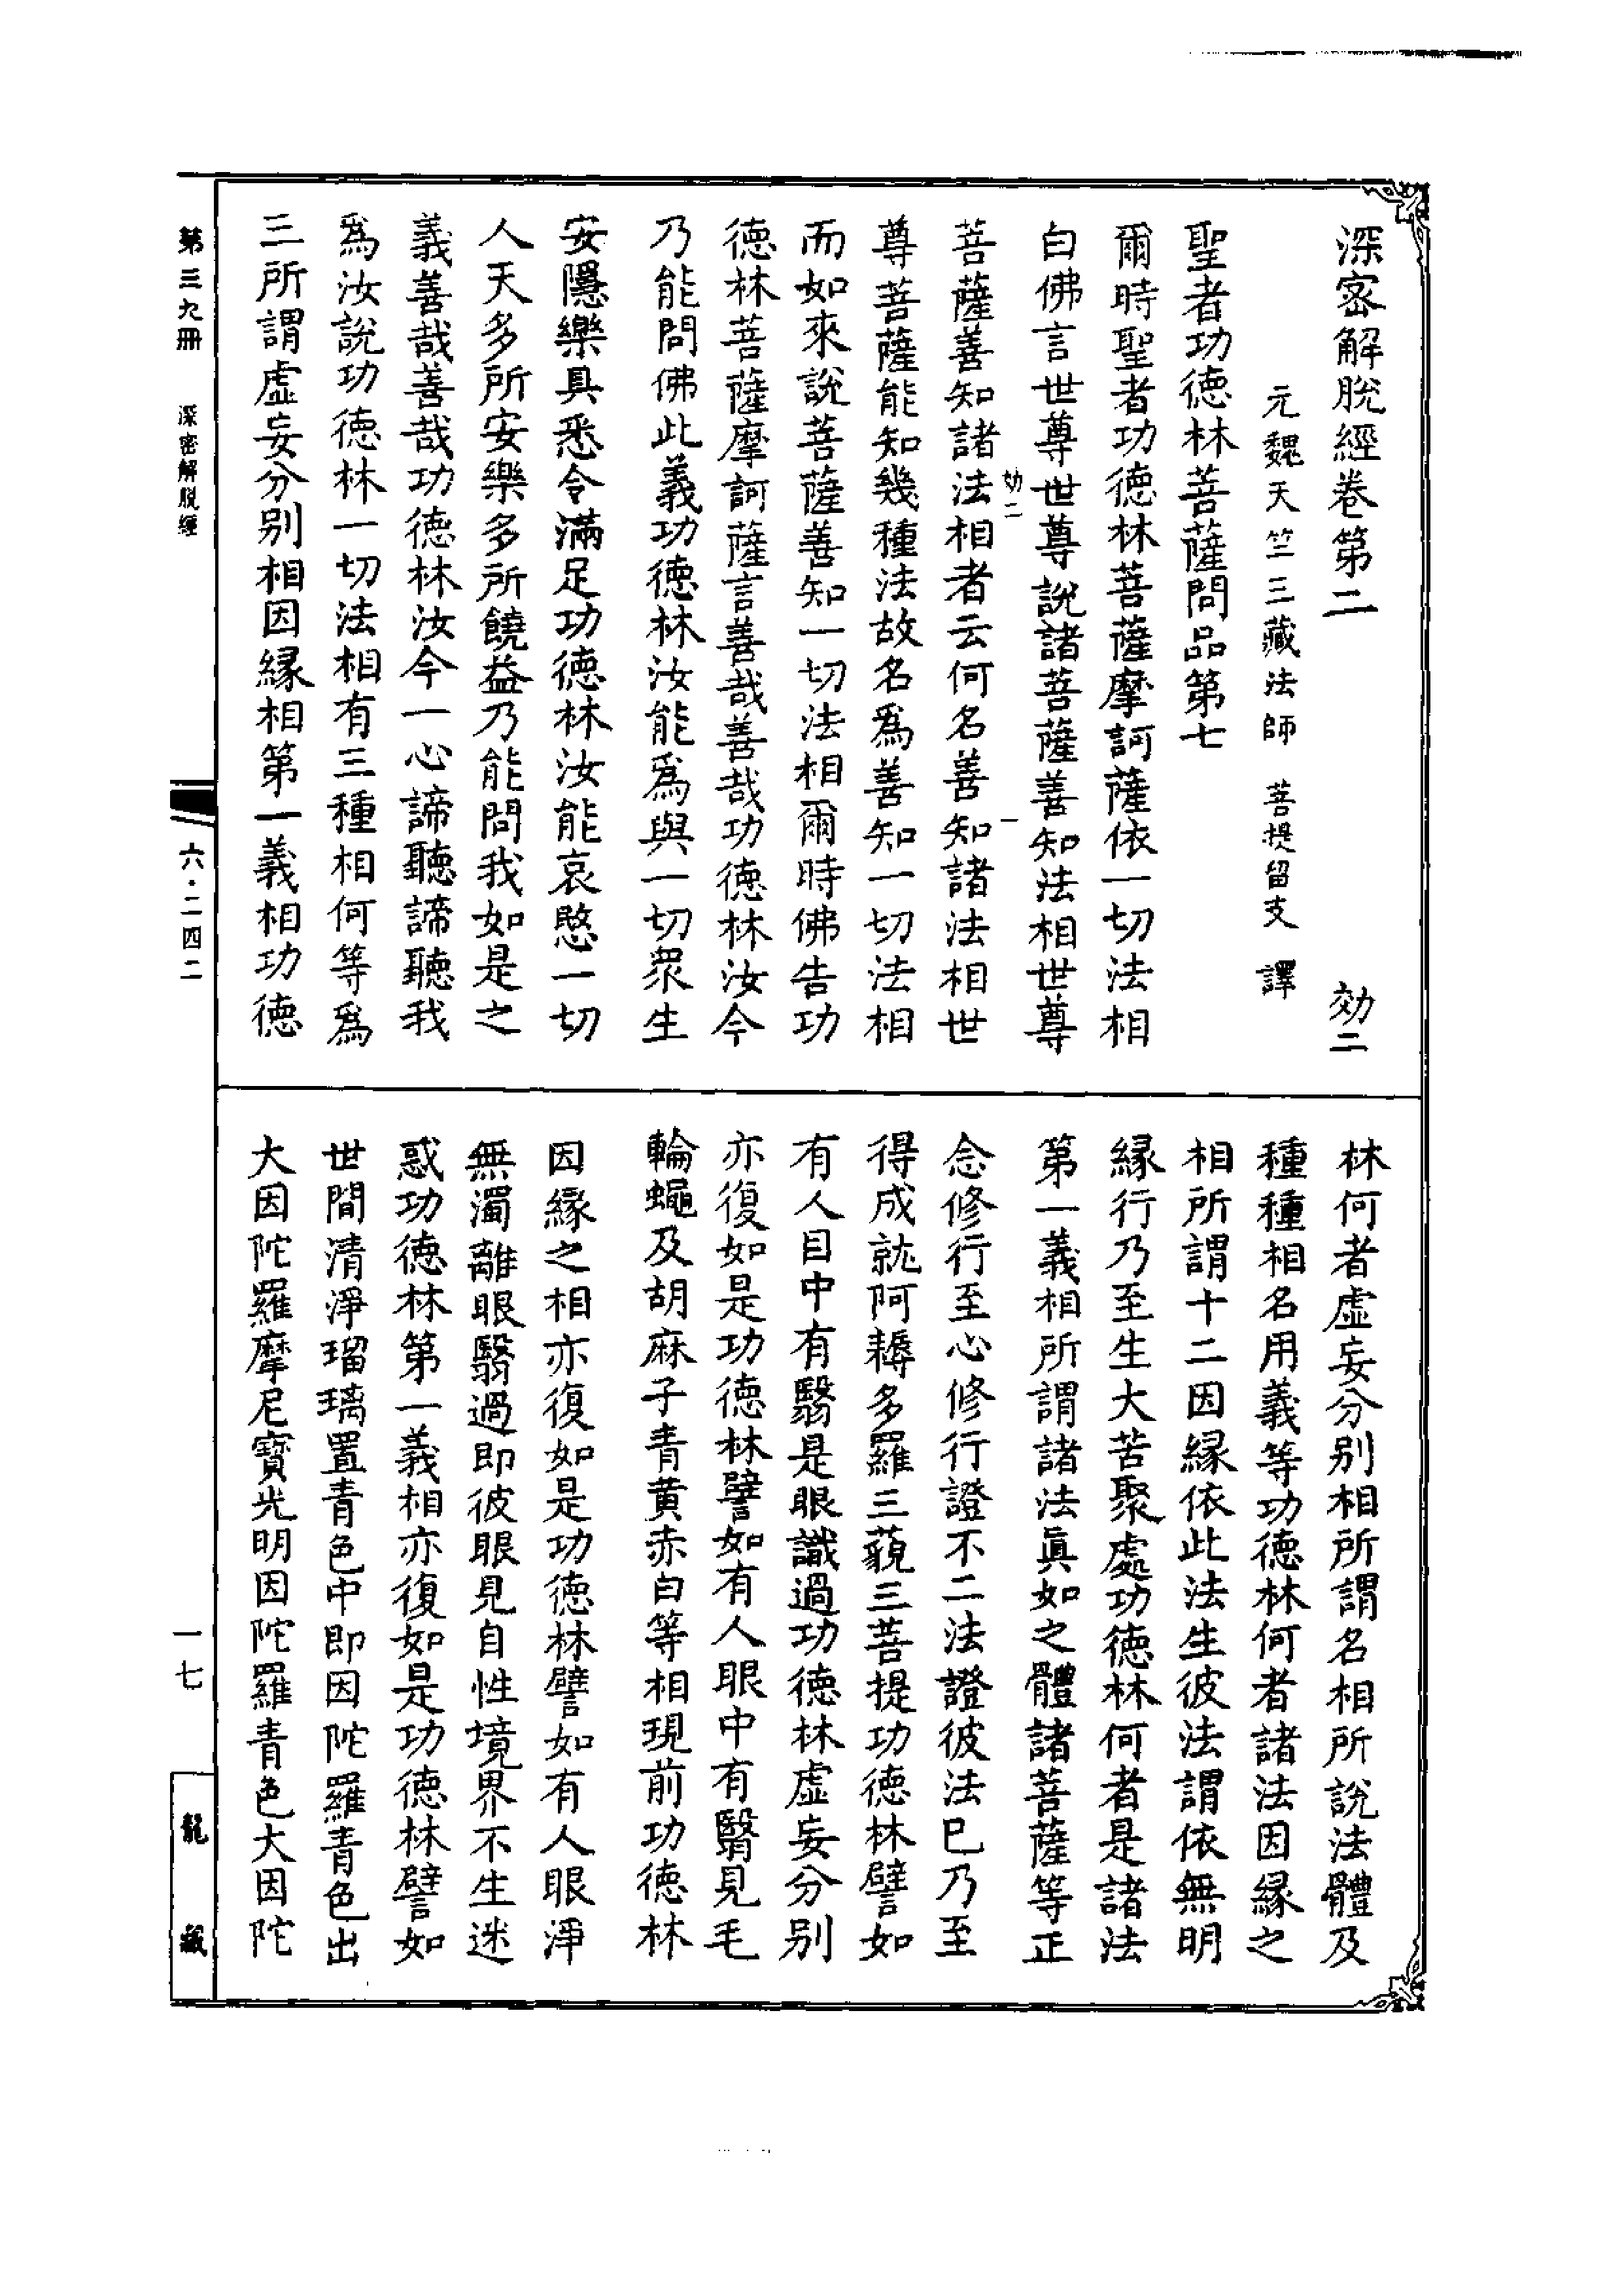 深密解脫經卷第二　効二
元魏天竺三藏法師　菩提留支　譯
聖者功德林菩薩問品第七
爾時聖者功德林菩薩摩訶薩依一切法相
白佛言世尊世尊說諸菩薩善知法相世尊
効二　一
菩薩善知諸法相者云何名善知諸法相世
尊菩薩能知幾種法故名爲善知一切法相
而如來說菩薩善知一切法相爾時佛告功
德林菩薩摩訶薩言善哉善哉功德林汝今
乃能問佛此義功德林汝能爲與一切眾生
安隱樂具悉令滿足功德林汝能哀愍一切
人天多所安樂多所饒益乃能問我如是之
義善哉善哉功德林汝今一心諦聽諦聽我
爲汝說功德林一切法相有三種相何等爲
三所謂虛妄分別相因緣相第一義相功德
林何者虛妄分別相所謂名相所說法體及
種種相名用義等功德林何者諸法因緣之
相所謂十二因緣依此法生彼法謂依無明
緣行乃至生大苦聚處功德林何者是諸法
第一義相所謂諸法眞如之體諸菩薩等正
念修行至心修行證不二法證彼法已乃至
得成就阿耨多羅三藐三菩提功德林譬如
有人目中有翳是眼識過功德林虛妄分別
亦復如是功德林譬如有人眼中有翳見毛
輪蠅及胡麻子青黃赤白等相現前功德林
因緣之相亦復如是功德林譬如有人眼淨
無濁離眼翳過即彼眼見自性境界不生迷
惑功德林第一義相亦復如是功德林譬如
世間清淨瑠璃置青色中即因陀羅青色出
大因陀羅摩尼寶光明因陀羅青色大因陀
第三九冊　深密解脫經
六·二四二
一七
龍藏